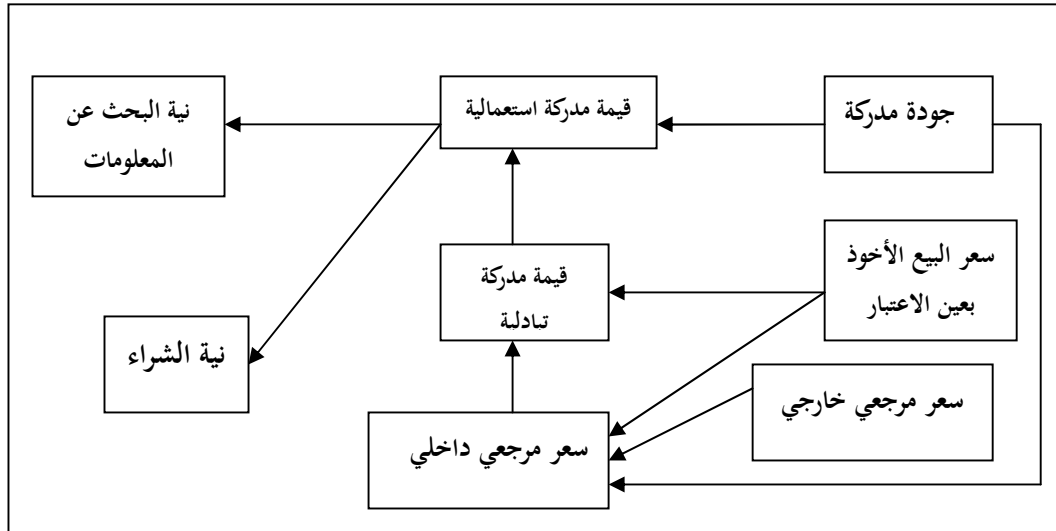 جودة مدركة
قيمة مدركة استعمالية
نية البحث عن
المعلومات
سعر البيع الأخوذ
بعين الاعتبار
قيمة مدركة
تبادلية
نية الشراء
سعر مرجعي خارجي
سعر مرجعي داخلي